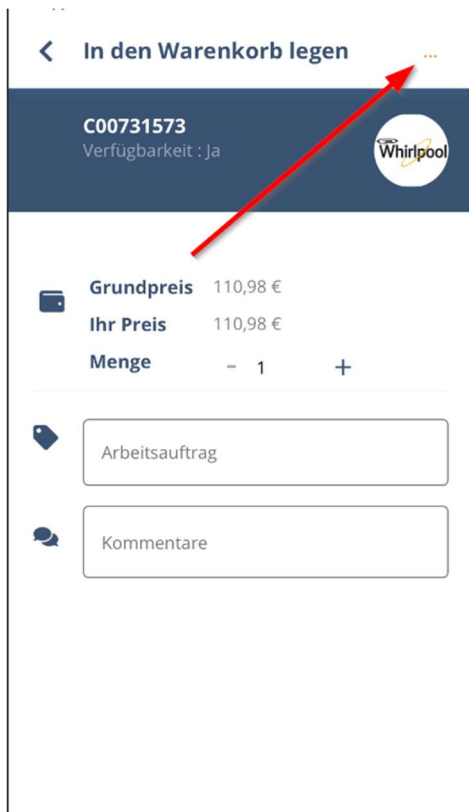 In den Warenkorb legen
...
C00731573
Verfügbarkeit : Ja
Whirlpool
Grundpreis 110,98 €
Ihr Preis 110,98 €
Menge - 1 +
Arbeitsauftrag
Kommentare